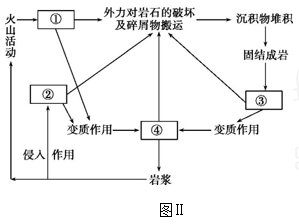 火山活动
①
外力对岩石的破坏
及碎屑物搬运
沉积物堆积
固结成岩
②
③
变质作用
④
变质作用
侵入
作用
岩浆
图Ⅱ